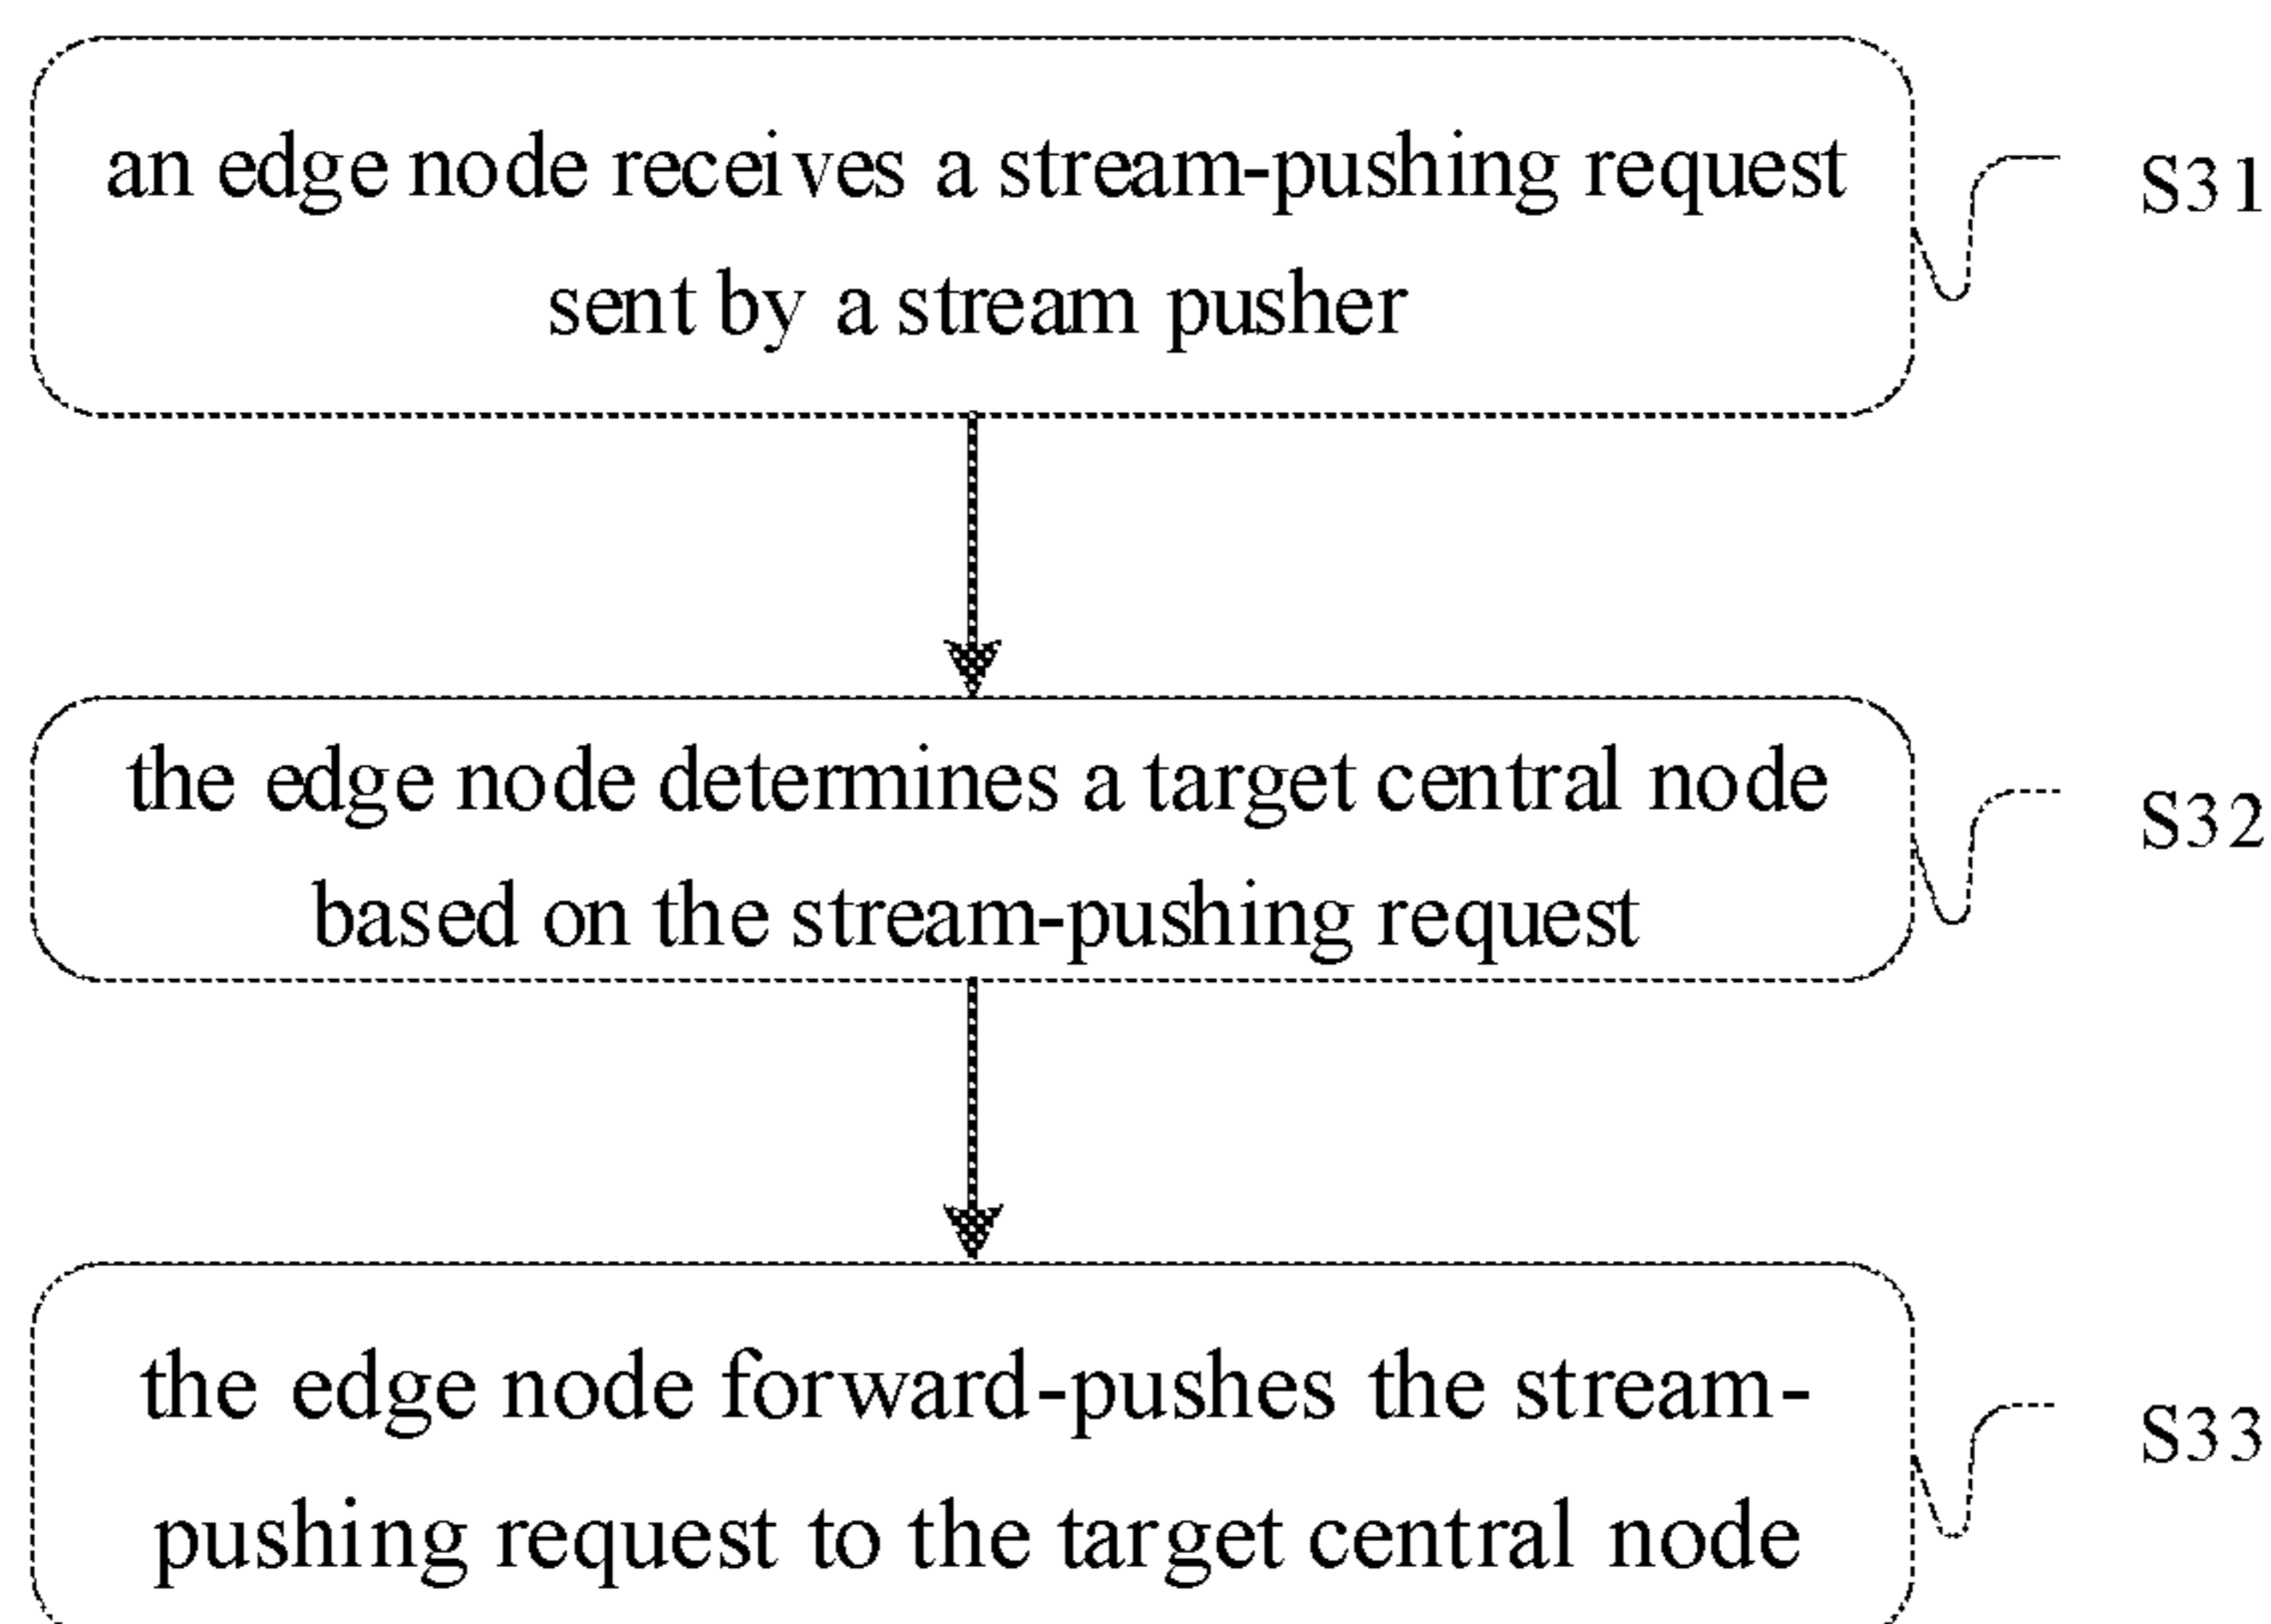 an edge node receives a stream-pushing request
sent by a stream pusher
S31
the edge node determines a target central node
based on the stream-pushing request
S32
the edge node forward-pushes the stream-
pushing request to the target central node
S33